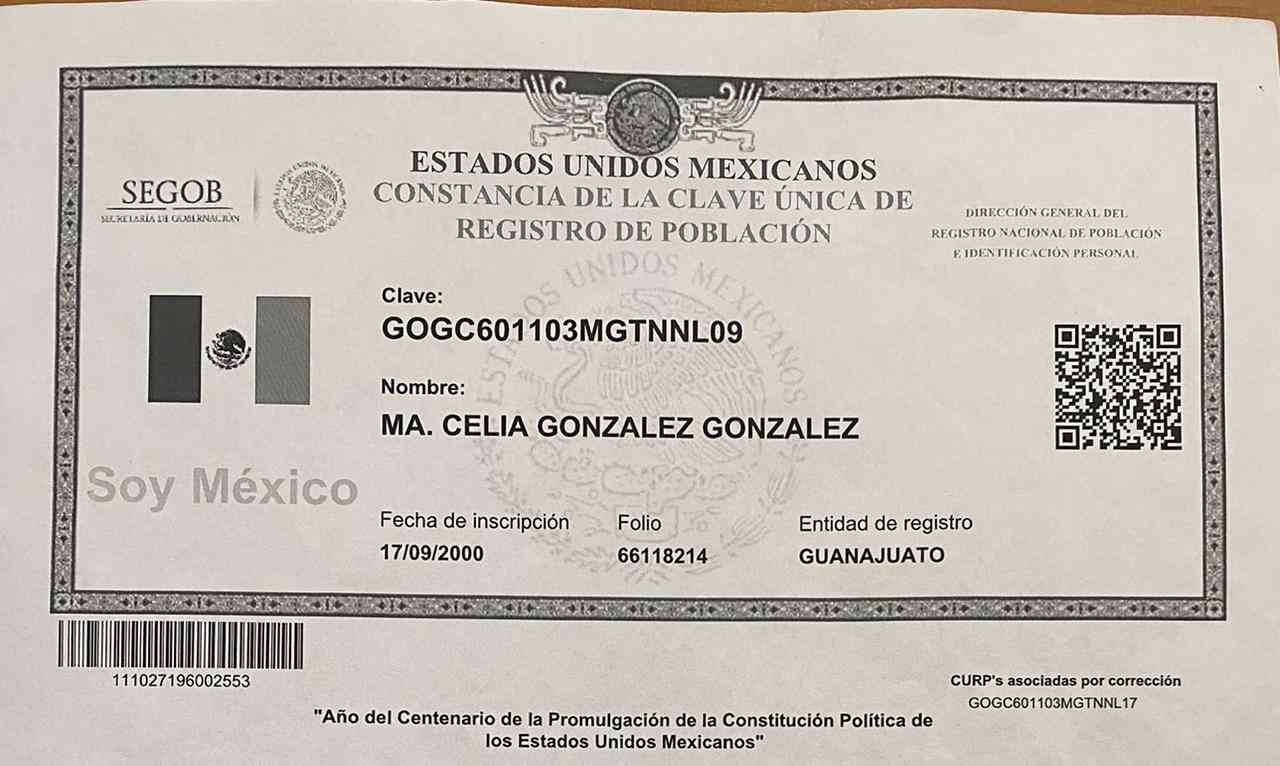 ESTADOS UNIDOS MEXICANOS
CONSTANCIA DE LA CLAVE ÚNICA DE
REGISTRO DE POBLACIÓN
SEGOB
SECRETARÍA DE GOBERNACIÓN
DIRECCIÓN GENERAL DEL
REGISTRO NACIONAL DE POBLACIÓN
E IDENTIFICACIÓN PERSONAL
ESTADOS UNIDOS MEXICANOS
Clave:
GOGC601103MGTNNL09
Nombre:
MA. CELIA GONZALEZ GONZALEZ
Soy México
Fecha de inscripción
17/09/2000
Folio
66118214
Entidad de registro
GUANAJUATO
111027196002553
CURP's asociadas por corrección
GOGC601103MGTNNL17
"Año del Centenario de la Promulgación de la Constitución Política de
los Estados Unidos Mexicanos"